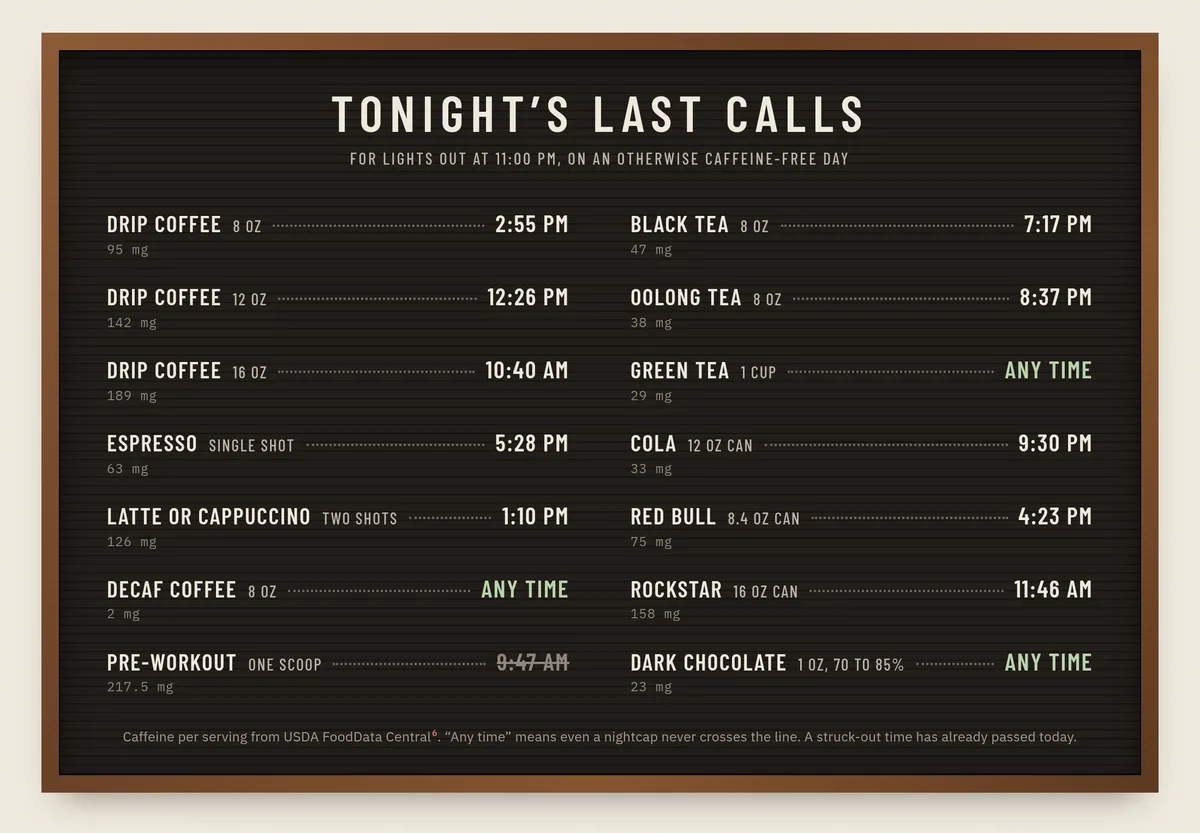 TONIGHT’S LAST CALLS
FOR LIGHTS OUT AT 11:00 PM, ON AN OTHERWISE CAFFEINE-FREE DAY
DRIP COFFEE 8 OZ 2:55 PM
95 mg
DRIP COFFEE 12 OZ 12:26 PM
142 mg
DRIP COFFEE 16 OZ 10:40 AM
189 mg
ESPRESSO SINGLE SHOT 5:28 PM
63 mg
LATTE OR CAPPUCCINO TWO SHOTS 1:10 PM
126 mg
DECAF COFFEE 8 OZ ANY TIME
2 mg
PRE-WORKOUT ONE SCOOP 9:47 AM
217.5 mg
BLACK TEA 8 OZ 7:17 PM
47 mg
OOLONG TEA 8 OZ 8:37 PM
38 mg
GREEN TEA 1 CUP ANY TIME
29 mg
COLA 12 OZ CAN 9:30 PM
33 mg
RED BULL 8.4 OZ CAN 4:23 PM
75 mg
ROCKSTAR 16 OZ CAN 11:46 AM
158 mg
DARK CHOCOLATE 1 OZ, 70 TO 85% ANY TIME
23 mg
Caffeine per serving from USDA FoodData Central⁶. “Any time” means even a nightcap never crosses the line. A struck-out time has already passed today.